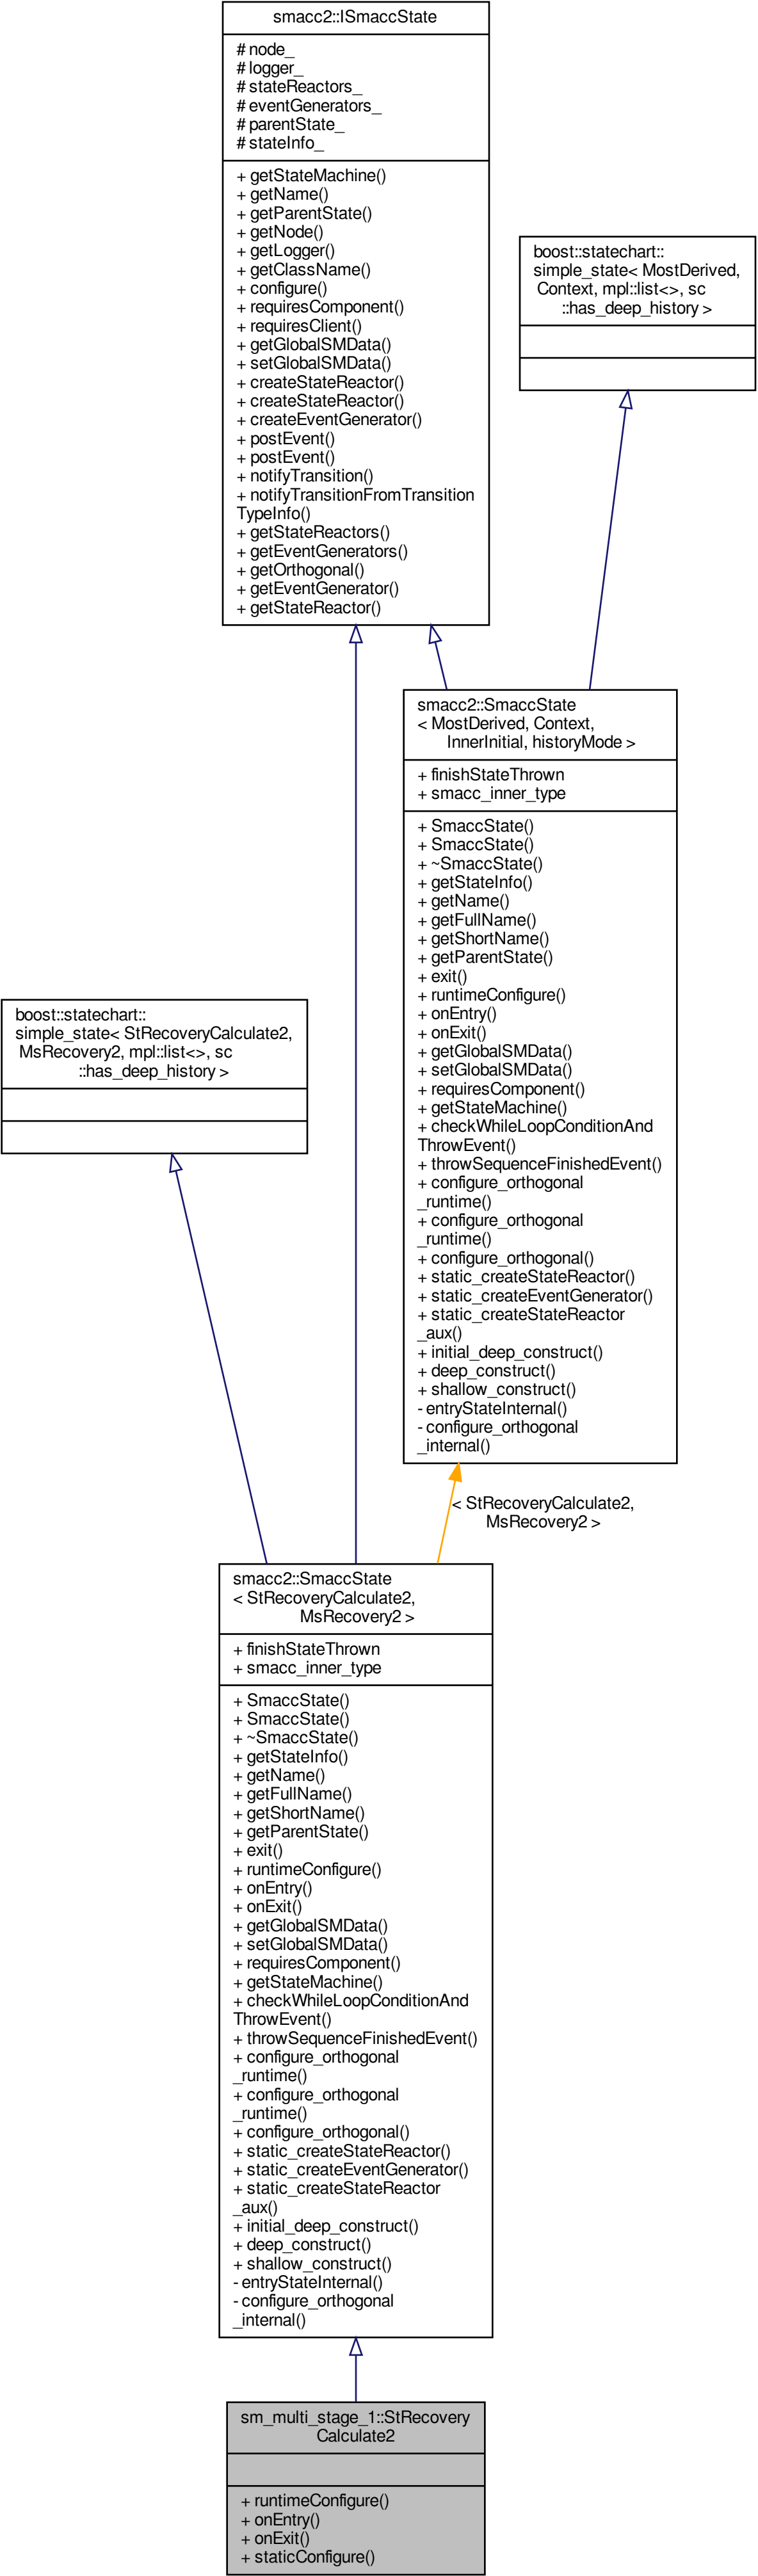 smacc2::ISmaccState
# node_
# logger_
# stateReactors_
# eventGenerators_
# parentState_
# stateInfo_
+ getStateMachine()
+ getName()
+ getParentState()
+ getNode()
+ getLogger()
+ getClassName()
+ configure()
+ requiresComponent()
+ requiresClient()
+ getGlobalSMData()
+ setGlobalSMData()
+ createStateReactor()
+ createStateReactor()
+ createEventGenerator()
+ postEvent()
+ postEvent()
+ notifyTransition()
+ notifyTransitionFromTransition
TypeInfo()
+ getStateReactors()
+ getEventGenerators()
+ getOrthogonal()
+ getEventGenerator()
+ getStateReactor()
boost::statechart::
simple_state< MostDerived,
Context, mpl::list<>, sc
::has_deep_history >
smacc2::SmaccState
< MostDerived, Context,
InnerInitial, historyMode >
+ finishStateThrown
+ smacc_inner_type
+ SmaccState()
+ SmaccState()
+ ~SmaccState()
+ getStateInfo()
+ getName()
+ getFullName()
+ getShortName()
+ getParentState()
+ exit()
+ runtimeConfigure()
+ onEntry()
+ onExit()
+ getGlobalSMData()
+ setGlobalSMData()
+ requiresComponent()
+ getStateMachine()
+ checkWhileLoopConditionAnd
ThrowEvent()
+ throwSequenceFinishedEvent()
+ configure_orthogonal
_runtime()
+ configure_orthogonal
_runtime()
+ configure_orthogonal()
+ static_createStateReactor()
+ static_createEventGenerator()
+ static_createStateReactor
_aux()
+ initial_deep_construct()
+ deep_construct()
+ shallow_construct()
- entryStateInternal()
- configure_orthogonal
_internal()
boost::statechart::
simple_state< StRecoveryCalculate2,
MsRecovery2, mpl::list<>, sc
::has_deep_history >
< StRecoveryCalculate2,
MsRecovery2 >
smacc2::SmaccState
< StRecoveryCalculate2,
MsRecovery2 >
+ finishStateThrown
+ smacc_inner_type
+ SmaccState()
+ SmaccState()
+ ~SmaccState()
+ getStateInfo()
+ getName()
+ getFullName()
+ getShortName()
+ getParentState()
+ exit()
+ runtimeConfigure()
+ onEntry()
+ onExit()
+ getGlobalSMData()
+ setGlobalSMData()
+ requiresComponent()
+ getStateMachine()
+ checkWhileLoopConditionAnd
ThrowEvent()
+ throwSequenceFinishedEvent()
+ configure_orthogonal
_runtime()
+ configure_orthogonal
_runtime()
+ configure_orthogonal()
+ static_createStateReactor()
+ static_createEventGenerator()
+ static_createStateReactor
_aux()
+ initial_deep_construct()
+ deep_construct()
+ shallow_construct()
- entryStateInternal()
- configure_orthogonal
_internal()
sm_multi_stage_1::StRecovery
Calculate2
+ runtimeConfigure()
+ onEntry()
+ onExit()
+ staticConfigure()